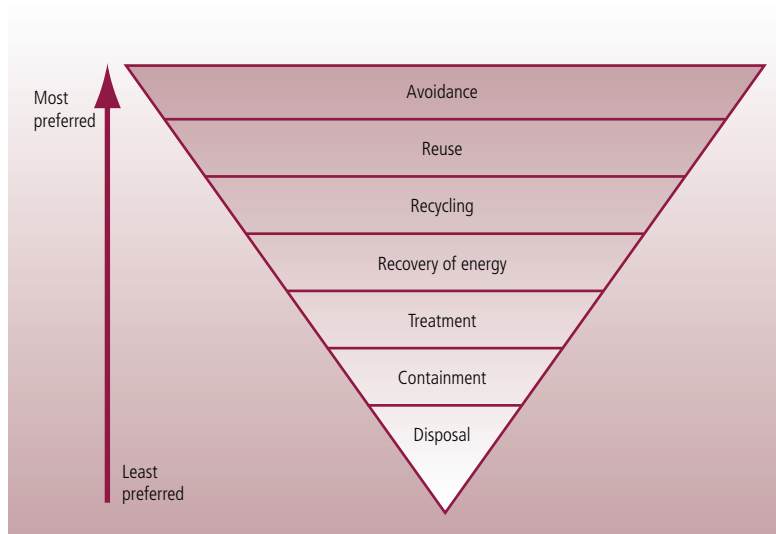 Most
preferred
Avoidance
Reuse
Recycling
Recovery of energy
Treatment
Containment
Disposal
Least
preferred